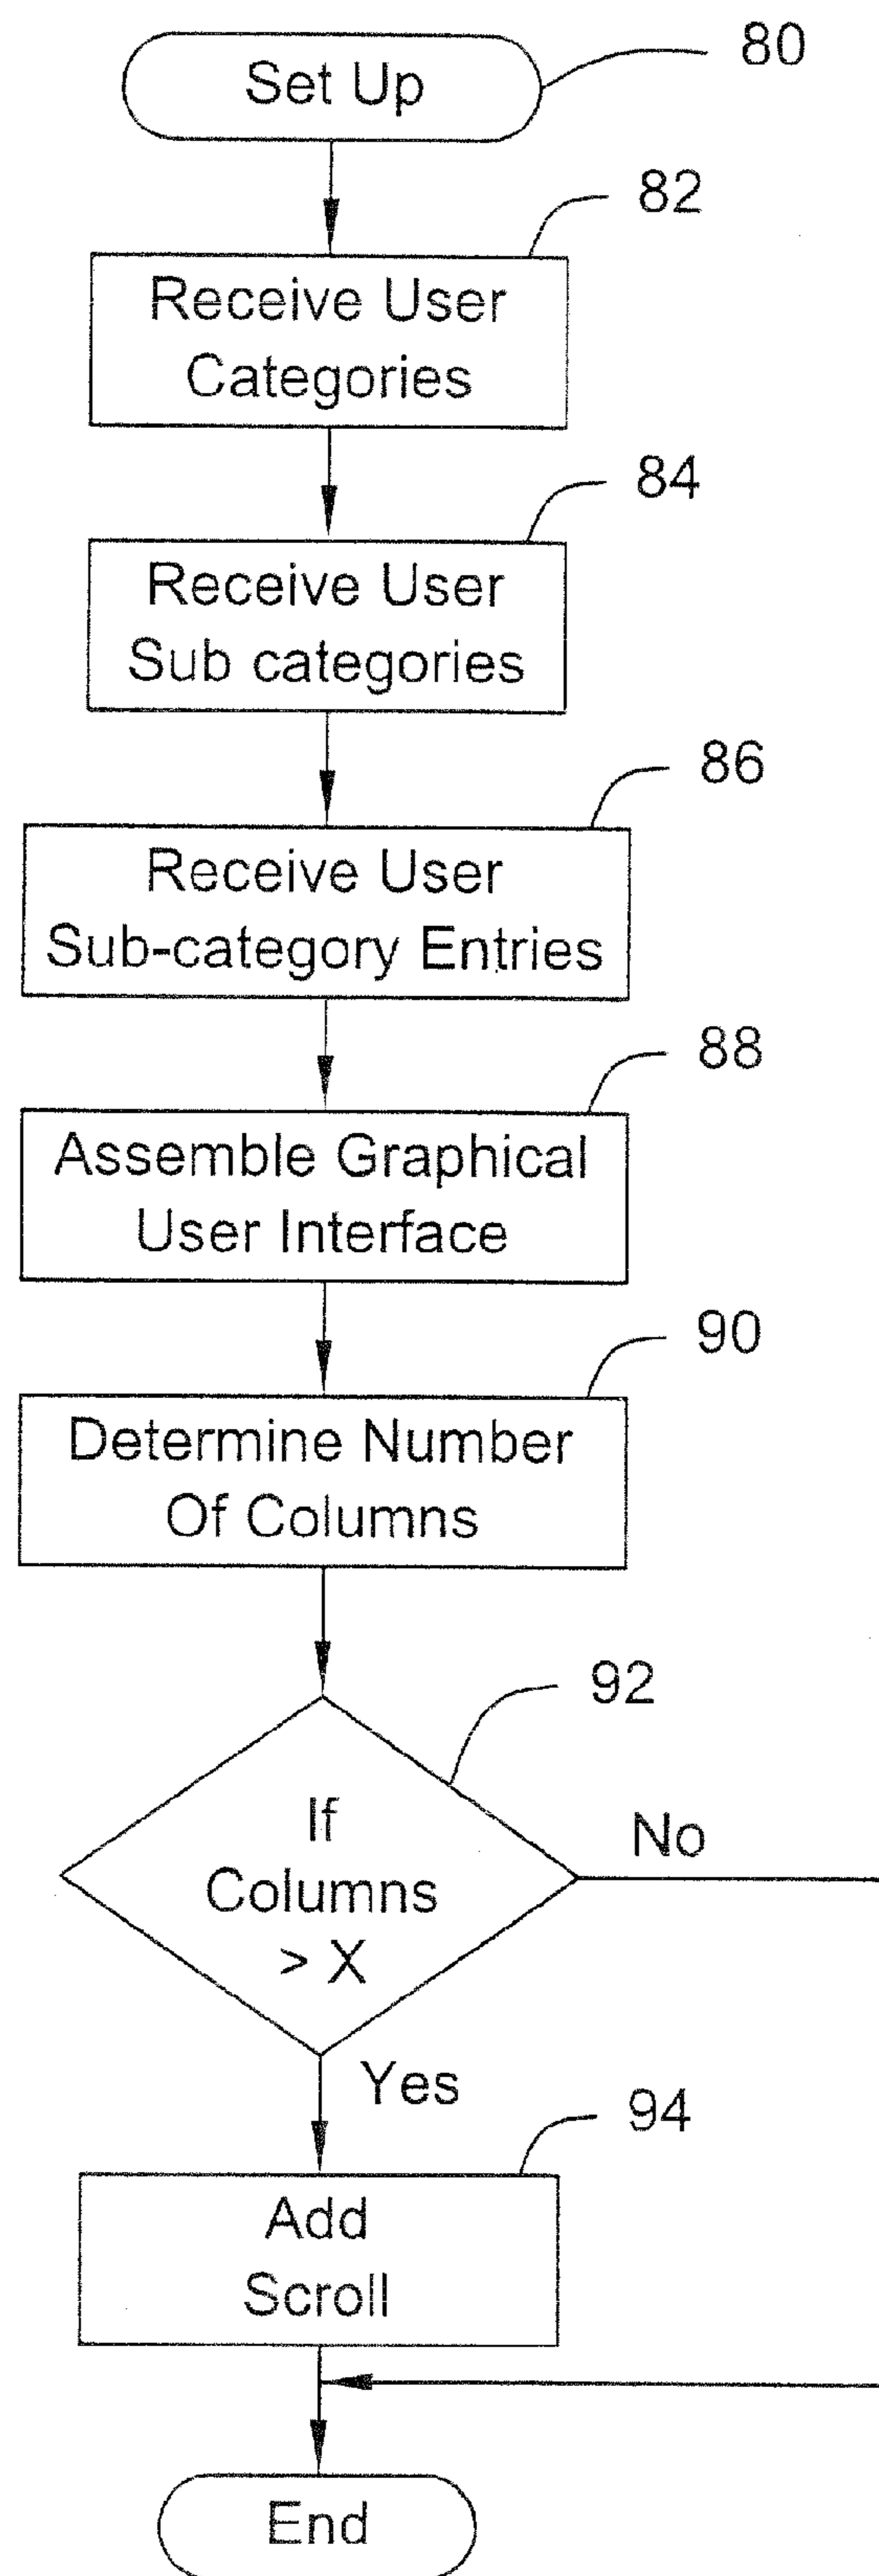 Set Up
80
82
Receive User
Categories
84
Receive User
Sub categories
86
Receive User
Sub-category Entries
88
Assemble Graphical
User Interface
90
Determine Number
Of Columns
92
If
Columns
> X
No
Yes
94
Add
Scroll
End